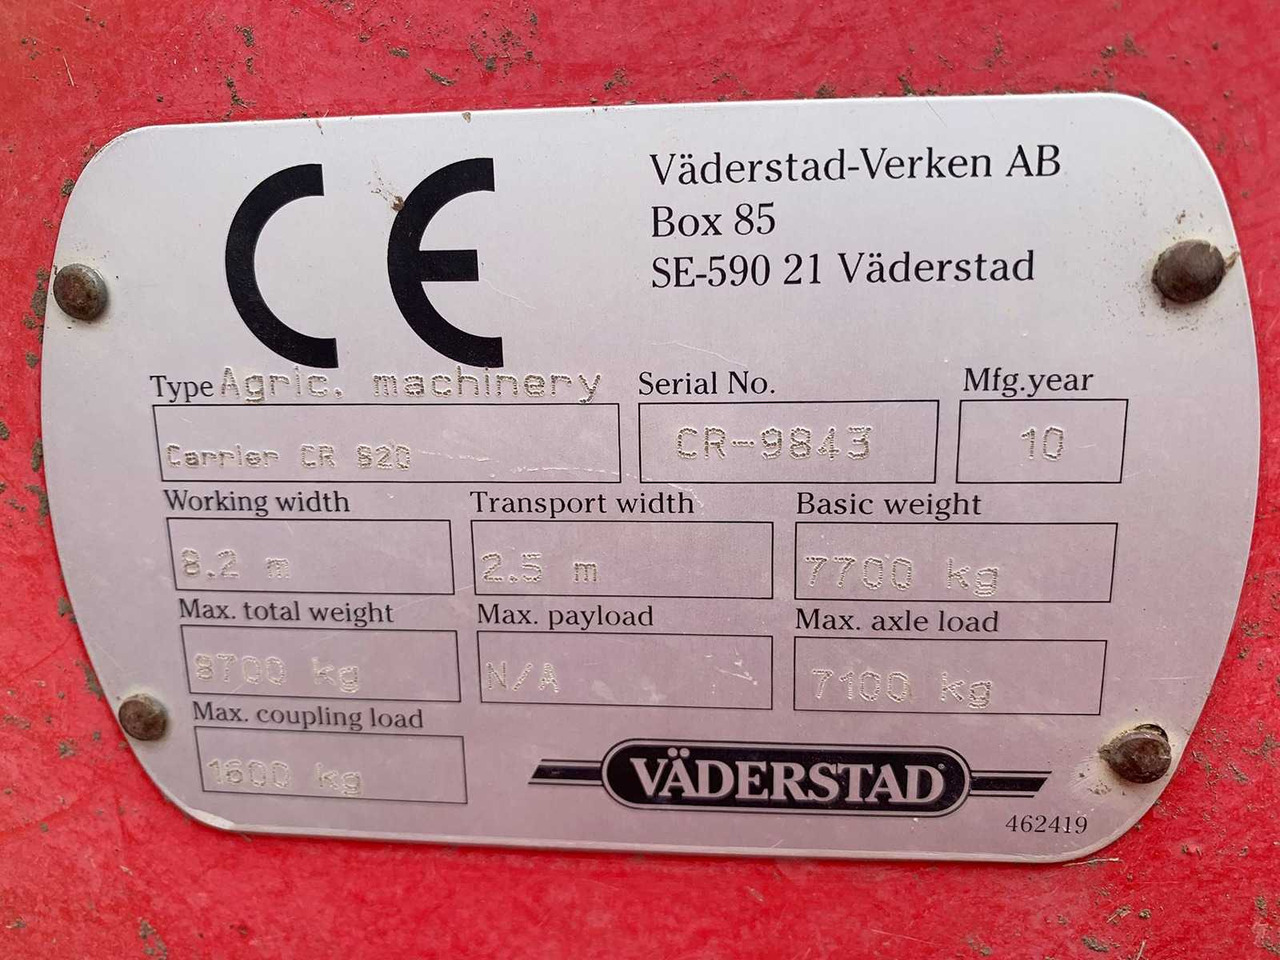 CE
Väderstad-Verken AB
Box 85
SE-590 21 Väderstad
Type Agric. machinery
Serial No.
Mfg.year
Carrier CR 820
CR-9843
10
Working width
Transport width
Basic weight
8.2 m
2.5 m
7700 kg
Max. total weight
Max. payload
Max. axle load
8700 kg
N/A
7100 kg
Max. coupling load
1600 kg
VÄDERSTAD
462419